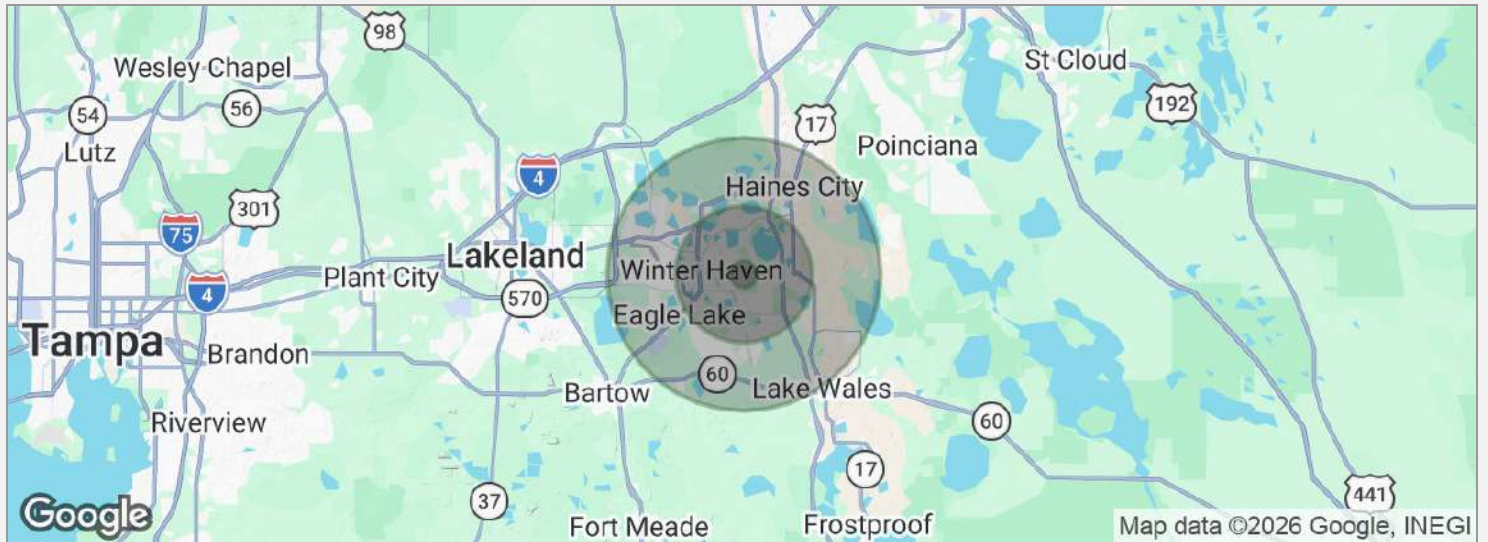 98
Wesley Chapel
St Cloud
54
56
192
17
Lutz
Poinciana
4
Haines City
301
75
Lakeland
Winter Haven
Plant City
4
570
Eagle Lake
Tampa
Brandon
60
Bartow
Lake Wales
Riverview
60
17
37
441
Google
Fort Meade
Frostproof
Map data ©2026 Google, INEGI